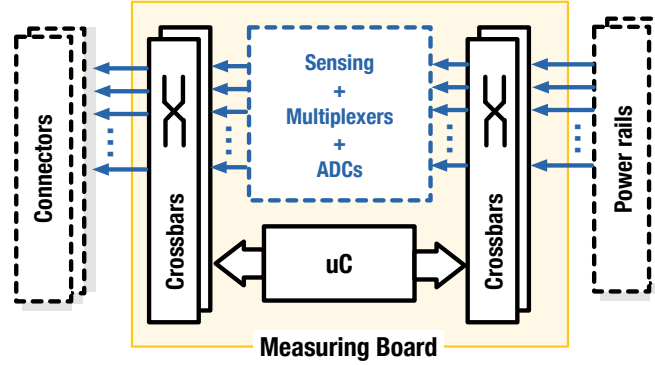 Connectors
Crossbars
Sensing
+
Multiplexers
+
ADCs
uC
Crossbars
Power rails
Measuring Board